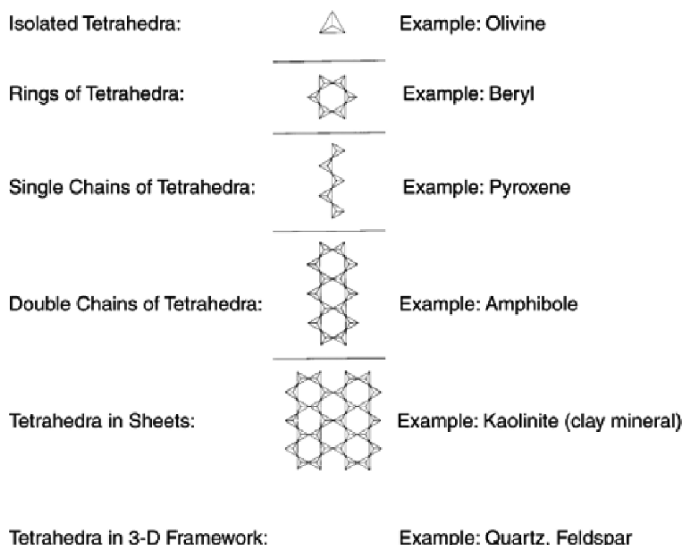 Isolated Tetrahedra: Example: Olivine
Rings of Tetrahedra: Example: Beryl
Single Chains of Tetrahedra: Example: Pyroxene
Double Chains of Tetrahedra: Example: Amphibole
Tetrahedra in Sheets: Example: Kaolinite (clay mineral)
Tetrahedra in 3-D Framework: Example: Quartz, Feldspar